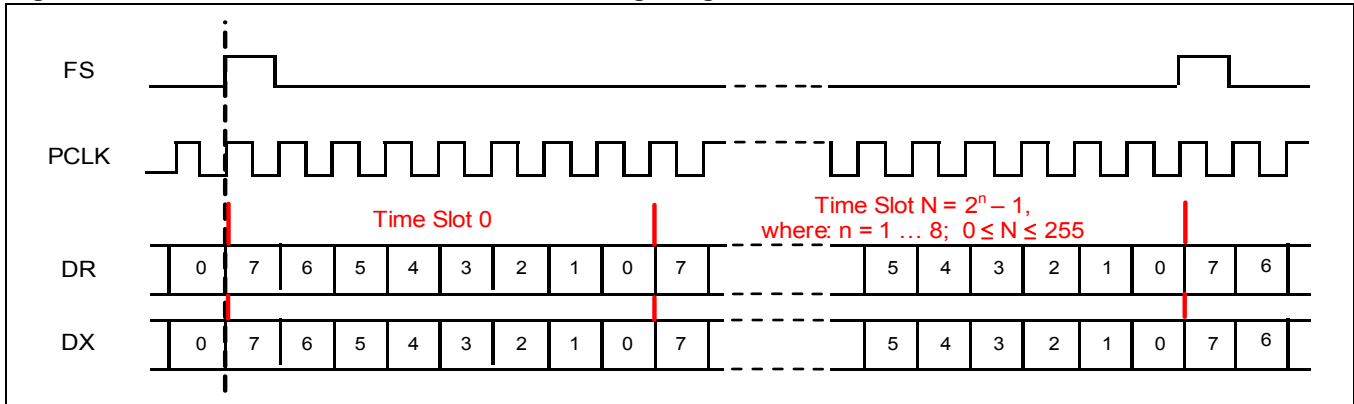 FS
PCLK
Time Slot 0
Time Slot N = 2ⁿ – 1,
where: n = 1 … 8; 0 ≤ N ≤ 255
DR 0 7 6 5 4 3 2 1 0 7 5 4 3 2 1 0 7 6
DX 0 7 6 5 4 3 2 1 0 7 5 4 3 2 1 0 7 6